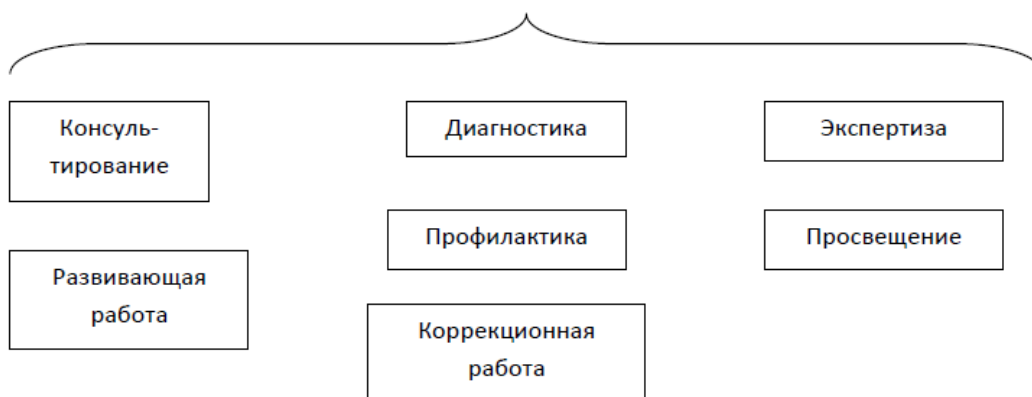 Консуль-
тирование
Диагностика
Экспертиза
Профилактика
Просвещение
Развивающая
работа
Коррекционная
работа